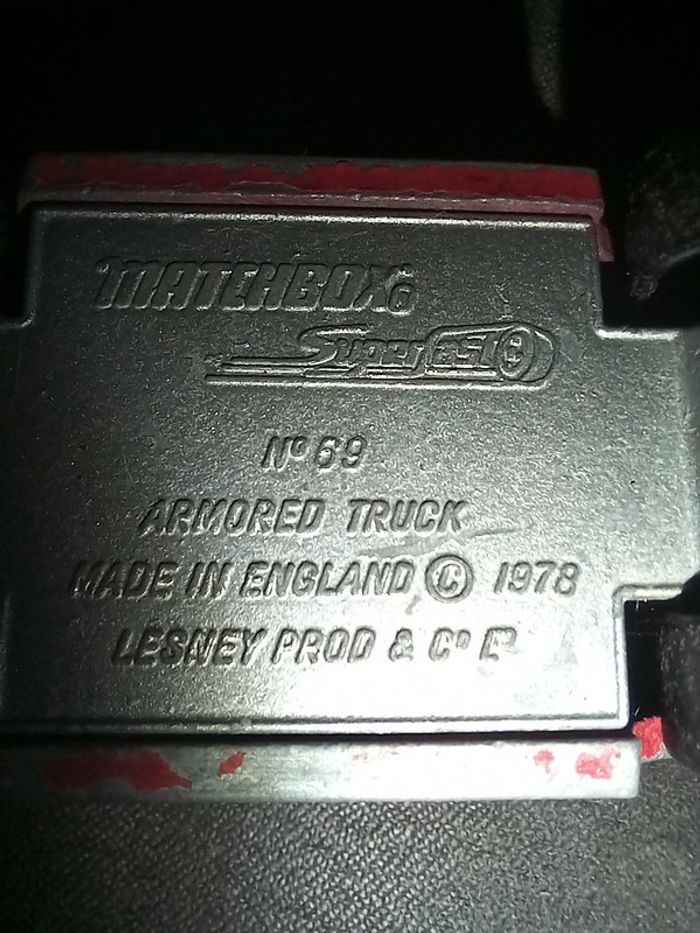 "MATCHBOX"®
Superfast
Nº 69
ARMORED TRUCK
MADE IN ENGLAND © 1978
LESNEY PROD & Cº Lᵀᴰ